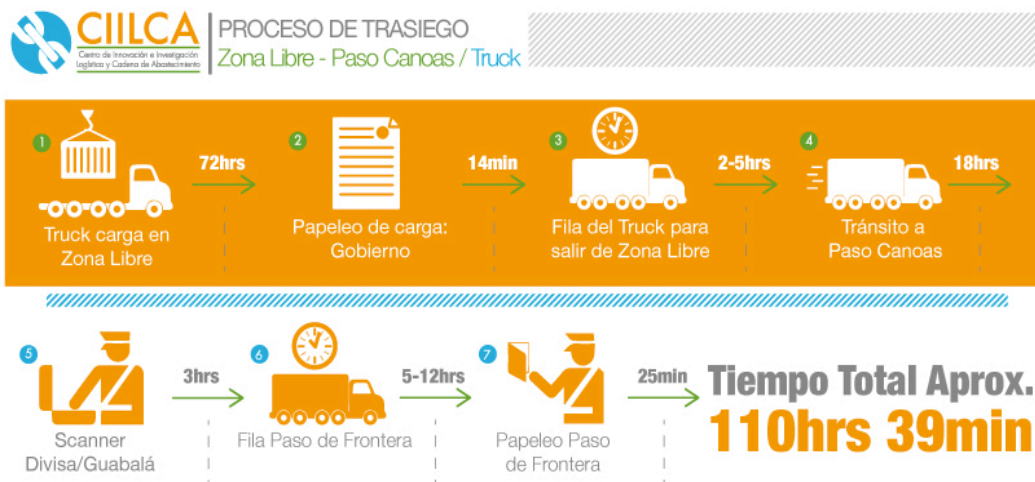 CIILCA
Centro de Innovación e Investigación
Logística y Cadena de Abastecimiento
PROCESO DE TRASIEGO
Zona Libre - Paso Canoas / Truck
1
72hrs
2
14min
3
2-5hrs
4
18hrs
Truck carga en
Zona Libre
Papeleo de carga:
Gobierno
Fila del Truck para
salir de Zona Libre
Tránsito a
Paso Canoas
5
3hrs
6
5-12hrs
7
25min
Scanner
Divisa/Guabalá
Fila Paso de Frontera
Papeleo Paso
de Frontera
Tiempo Total Aprox.
110hrs 39min